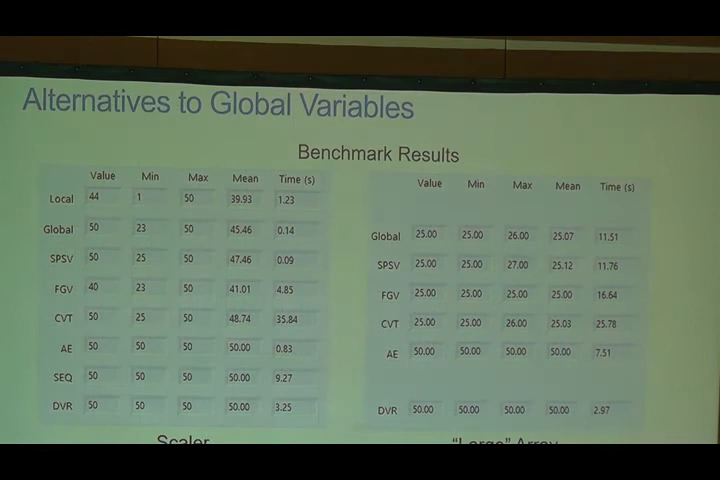 Alternatives to Global Variables
Benchmark Results
Value Min Max Mean Time (s)
Local 44 1 50 39.93 1.23
Global 50 23 50 45.46 0.14
SPSV 50 25 50 47.46 0.09
FGV 40 23 50 41.01 4.85
CVT 50 25 50 48.74 35.84
AE 50 50 50 50.00 0.83
SEQ 50 50 50 50.00 9.27
DVR 50 50 50 50.00 3.25
Scaler
Value Min Max Mean Time (s)
Global 25.00 25.00 26.00 25.07 11.51
SPSV 25.00 25.00 27.00 25.12 11.76
FGV 25.00 25.00 25.00 25.00 16.64
CVT 25.00 25.00 26.00 25.03 25.78
AE 50.00 50.00 50.00 50.00 7.51
DVR 50.00 50.00 50.00 50.00 2.97
"Large" Array